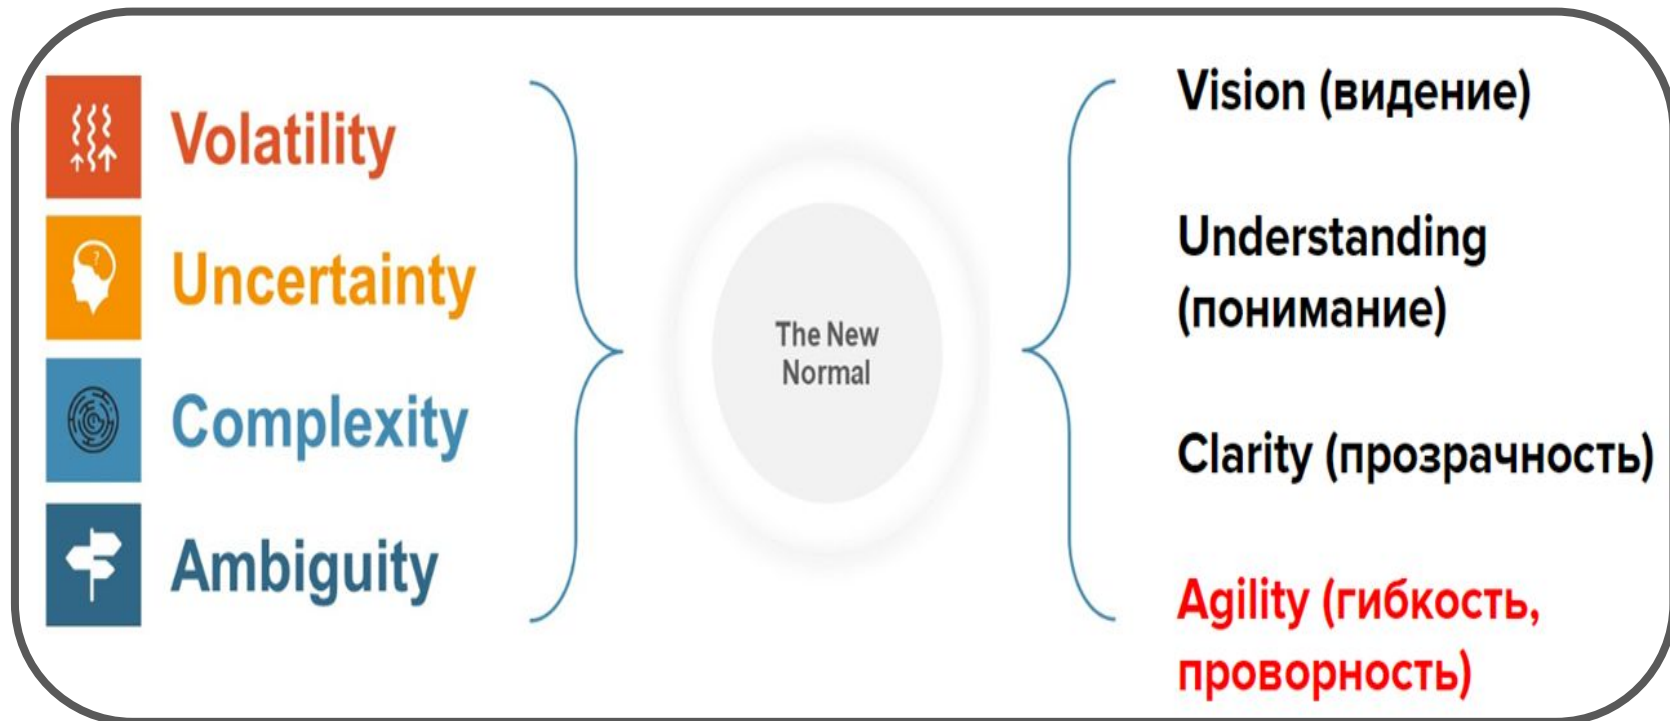 Volatility
Uncertainty
Complexity
Ambiguity
The New
Normal
Vision (видение)
Understanding
(понимание)
Clarity (прозрачность)
Agility (гибкость,
проворность)